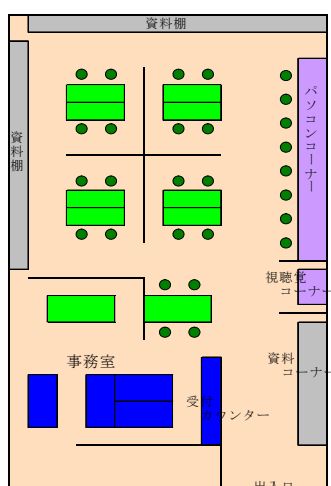 資料棚
資料棚
パソコンコーナー
視聴覚
コーナー
資料
コーナー
事務室
受付
カウンター
出入口